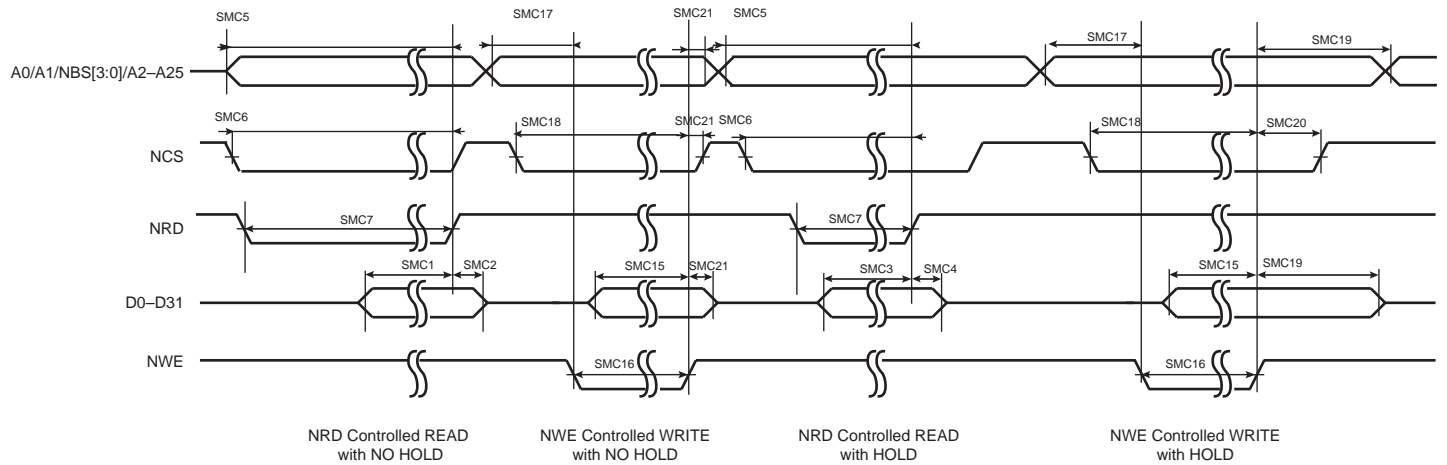 SMC5
SMC17
SMC21
SMC5
SMC17
SMC19
A0/A1/NBS[3:0]/A2–A25
SMC6
SMC18
SMC21
SMC6
SMC18
SMC20
NCS
SMC7
SMC7
NRD
SMC1
SMC2
SMC15
SMC21
SMC3
SMC4
SMC15
SMC19
D0–D31
NWE
SMC16
SMC16
NRD Controlled READ
with NO HOLD
NWE Controlled WRITE
with NO HOLD
NRD Controlled READ
with HOLD
NWE Controlled WRITE
with HOLD